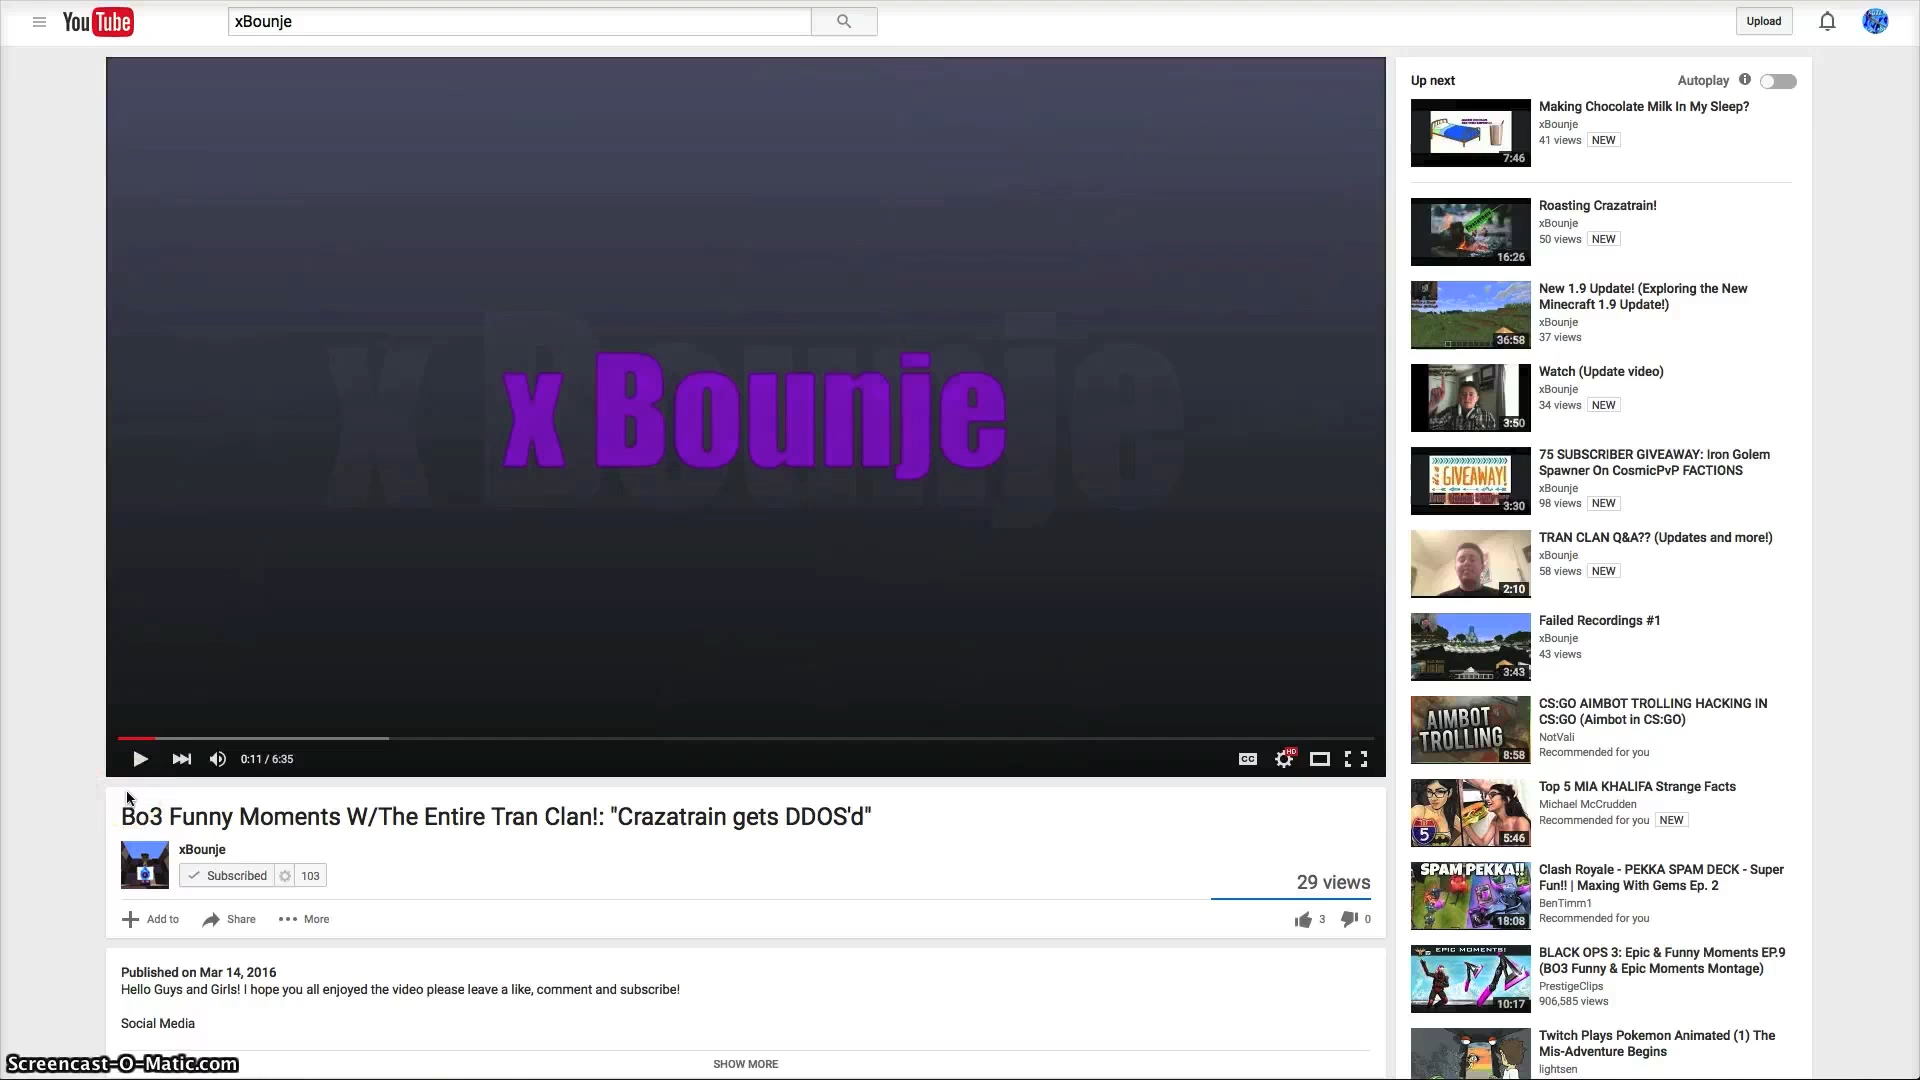 YouTube
xBounje
Upload
x Bounje
0:11 / 6:35
CC
HD
Bo3 Funny Moments W/The Entire Tran Clan!: "Crazatrain gets DDOS'd"
xBounje
Subscribed 103
29 views
Add to Share More
3 0
Published on Mar 14, 2016
Hello Guys and Girls! I hope you all enjoyed the video please leave a like, comment and subscribe!
Social Media
SHOW MORE
Screencast-O-Matic.com
Up next
Autoplay
Making Chocolate Milk In My Sleep?
xBounje
41 views NEW
7:46
Roasting Crazatrain!
xBounje
50 views NEW
16:26
New 1.9 Update! (Exploring the New
Minecraft 1.9 Update!)
xBounje
37 views
36:58
Watch (Update video)
xBounje
34 views NEW
3:50
75 SUBSCRIBER GIVEAWAY: Iron Golem
Spawner On CosmicPvP FACTIONS
xBounje
98 views NEW
GIVEAWAY!
3:30
TRAN CLAN Q&A?? (Updates and more!)
xBounje
58 views NEW
2:10
Failed Recordings #1
xBounje
43 views
3:43
CS:GO AIMBOT TROLLING HACKING IN
CS:GO (Aimbot in CS:GO)
NotVali
Recommended for you
AIMBOT
TROLLING
8:58
Top 5 MIA KHALIFA Strange Facts
Michael McCrudden
Recommended for you NEW
5
5:46
Clash Royale - PEKKA SPAM DECK - Super
Fun!! | Maxing With Gems Ep. 2
BenTimm1
Recommended for you
SPAM PEKKA!!
18:08
BLACK OPS 3: Epic & Funny Moments EP.9
(BO3 Funny & Epic Moments Montage)
PrestigeClips
906,585 views
EPIC MOMENTS!
10:17
Twitch Plays Pokemon Animated (1) The
Mis-Adventure Begins
lightsen